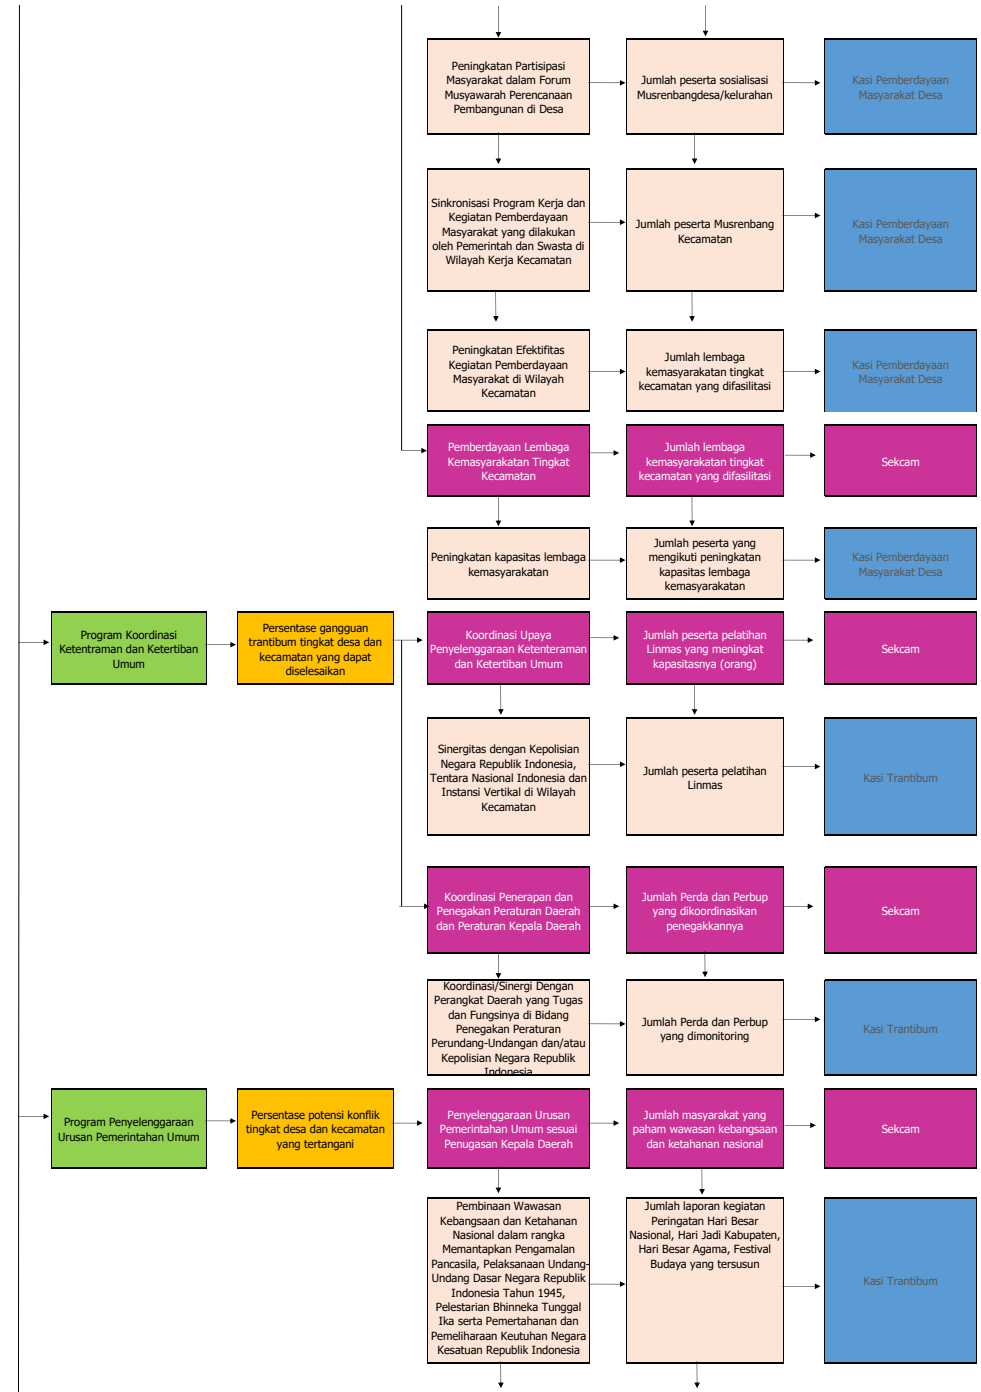 Peningkatan Partisipasi
Masyarakat dalam Forum
Musyawarah Perencanaan
Pembangunan di Desa
Jumlah peserta sosialisasi
Musrenbangdesa/kelurahan
Kasi Pemberdayaan
Masyarakat Desa
Sinkronisasi Program Kerja dan
Kegiatan Pemberdayaan
Masyarakat yang dilakukan
oleh Pemerintah dan Swasta di
Wilayah Kerja Kecamatan
Jumlah peserta Musrenbang
Kecamatan
Kasi Pemberdayaan
Masyarakat Desa
Peningkatan Efektifitas
Kegiatan Pemberdayaan
Masyarakat di Wilayah
Kecamatan
Jumlah lembaga
kemasyarakatan tingkat
kecamatan yang difasilitasi
Kasi Pemberdayaan
Masyarakat Desa
Pemberdayaan Lembaga
Kemasyarakatan Tingkat
Kecamatan
Jumlah lembaga
kemasyarakatan tingkat
kecamatan yang difasilitasi
Sekcam
Peningkatan kapasitas lembaga
kemasyarakatan
Jumlah peserta yang
mengikuti peningkatan
kapasitas lembaga
kemasyarakatan
Kasi Pemberdayaan
Masyarakat Desa
Program Koordinasi
Ketentraman dan Ketertiban
Umum
Persentase gangguan
trantibum tingkat desa dan
kecamatan yang dapat
diselesaikan
Koordinasi Upaya
Penyelenggaraan Ketenteraman
dan Ketertiban Umum
Jumlah peserta pelatihan
Linmas yang meningkat
kapasitasnya (orang)
Sekcam
Sinergitas dengan Kepolisian
Negara Republik Indonesia,
Tentara Nasional Indonesia dan
Instansi Vertikal di Wilayah
Kecamatan
Jumlah peserta pelatihan
Linmas
Kasi Trantibum
Koordinasi Penerapan dan
Penegakan Peraturan Daerah
dan Peraturan Kepala Daerah
Jumlah Perda dan Perbup
yang dikoordinasikan
penegakkannya
Sekcam
Koordinasi/Sinergi Dengan
Perangkat Daerah yang Tugas
dan Fungsinya di Bidang
Penegakan Peraturan
Perundang-Undangan dan/atau
Kepolisian Negara Republik
Indonesia
Jumlah Perda dan Perbup
yang dimonitoring
Kasi Trantibum
Program Penyelenggaraan
Urusan Pemerintahan Umum
Persentase potensi konflik
tingkat desa dan kecamatan
yang tertangani
Penyelenggaraan Urusan
Pemerintahan Umum sesuai
Penugasan Kepala Daerah
Jumlah masyarakat yang
paham wawasan kebangsaan
dan ketahanan nasional
Sekcam
Pembinaan Wawasan
Kebangsaan dan Ketahanan
Nasional dalam rangka
Memantapkan Pengamalan
Pancasila, Pelaksanaan Undang-
Undang Dasar Negara Republik
Indonesia Tahun 1945,
Pelestarian Bhinneka Tunggal
Ika serta Pemertahanan dan
Pemeliharaan Keutuhan Negara
Kesatuan Republik Indonesia
Jumlah laporan kegiatan
Peringatan Hari Besar
Nasional, Hari Jadi Kabupaten,
Hari Besar Agama, Festival
Budaya yang tersusun
Kasi Trantibum